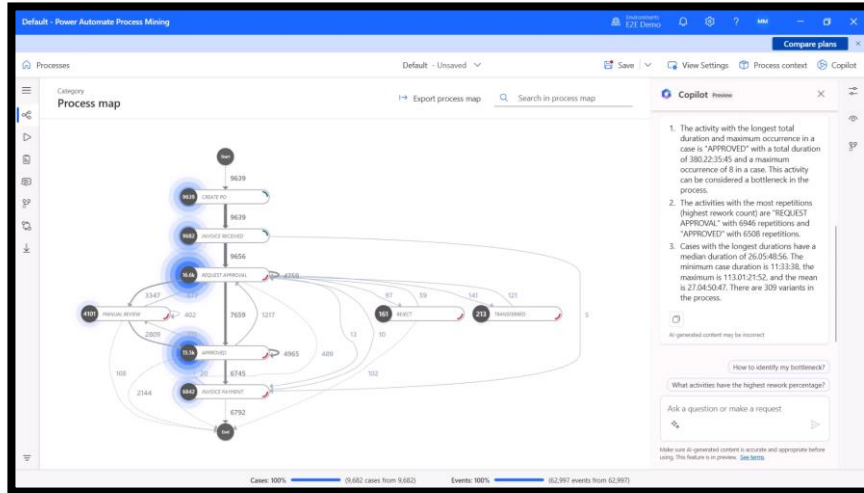 Default - Power Automate Process Mining
Environments
EZE Demo
?
MM
Compare plans
Processes
Default - Unsaved
Save
View Settings
Process context
Copilot
Category
Process map
Export process map
Search in process map
Start
9639
9639 CREATE PO
9639
9682 INVOICE RECEIVED
9656
16.6k REQUEST APPROVAL
4759
3347
97
59
141
121
5
4101 MANUAL REVIEW
402
7659
1217
161 REJECT
213 TRANSFORMED
2809
13
10
15.5k APPROVED
4965
486
108
20
6745
102
2144
6842 INVOICE PAYMENT
6792
End
Cases: 100%
(9,682 cases from 9,682)
Events: 100%
(62,997 events from 62,997)
Copilot Preview
1. The activity with the longest total
duration and maximum occurrence in a
case is "APPROVED" with a total duration
of 380.22:35:45 and a maximum
occurrence of 8 in a case. This activity
can be considered a bottleneck in the
process.
2. The activities with the most repetitions
(highest rework count) are "REQUEST
APPROVAL" with 6946 repetitions and
"APPROVED" with 6508 repetitions.
3. Cases with the longest durations have a
median duration of 26.05:48:56. The
minimum case duration is 11:33:38, the
maximum is 113.01:21:52, and the mean
is 27.04:50:47. There are 309 variants in
the process.
AI-generated content may be incorrect
How to identify my bottleneck?
What activities have the highest rework percentage?
Ask a question or make a request
Make sure AI-generated content is accurate and appropriate before
using. This feature is in preview. See terms